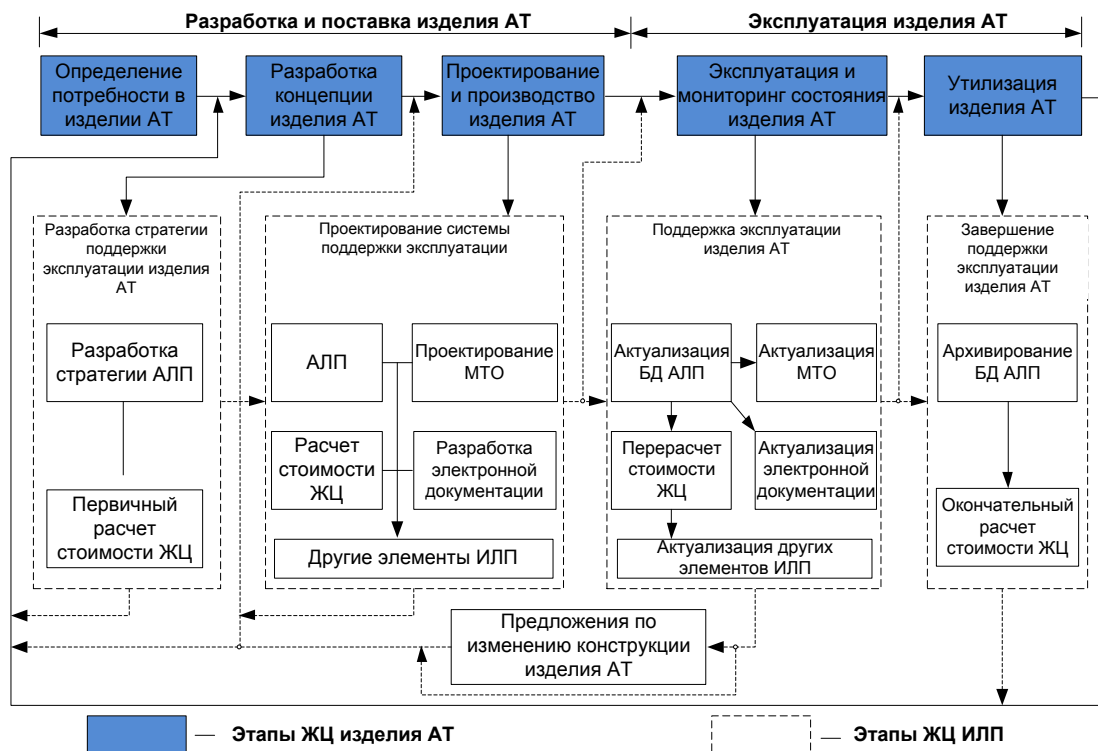 Разработка и поставка изделия АТ
Эксплуатация изделия АТ
Определение
потребности в
изделии АТ
Разработка
концепции
изделия АТ
Проектирование
и производство
изделия АТ
Эксплуатация и
мониторинг состояния
изделия АТ
Утилизация
изделия АТ
Разработка стратегии
поддержки
эксплуатации изделия
АТ
Проектирование системы
поддержки эксплуатации
Поддержка эксплуатации
изделия АТ
Завершение
поддержки
эксплуатации
изделия АТ
Разработка
стратегии АЛП
АЛП
Проектирование
МТО
Актуализация
БД АЛП
Актуализация
МТО
Архивирование
БД АЛП
Расчет
стоимости
ЖЦ
Разработка
электронной
документации
Перерасчет
стоимости
ЖЦ
Актуализация
электронной
документации
Первичный
расчет
стоимости ЖЦ
Другие элементы ИЛП
Актуализация других
элементов ИЛП
Окончательный
расчет
стоимости ЖЦ
Предложения по
изменению конструкции
изделия АТ
— Этапы ЖЦ изделия АТ
— Этапы ЖЦ ИЛП